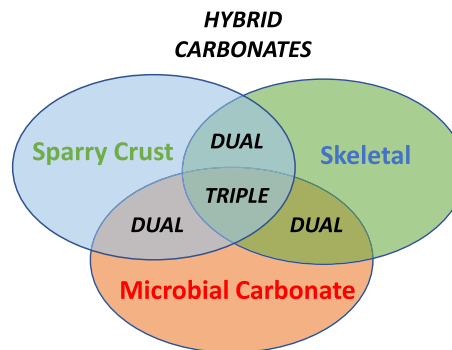 HYBRID
CARBONATES
DUAL
Sparry Crust
Skeletal
TRIPLE
DUAL
DUAL
Microbial Carbonate